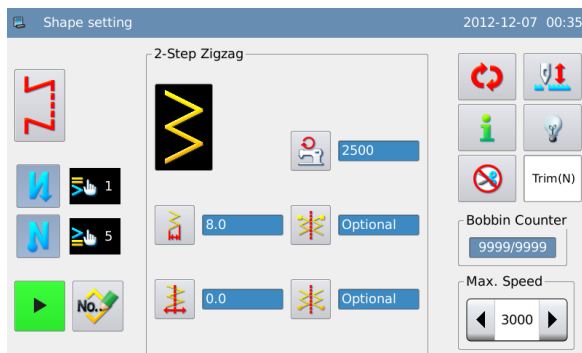 Shape setting 2012-12-07 00:35
2-Step Zigzag
2500
1
Trim(N)
8.0 Optional
5
Bobbin Counter
9999/9999
Max. Speed
No...
0.0 Optional
3000